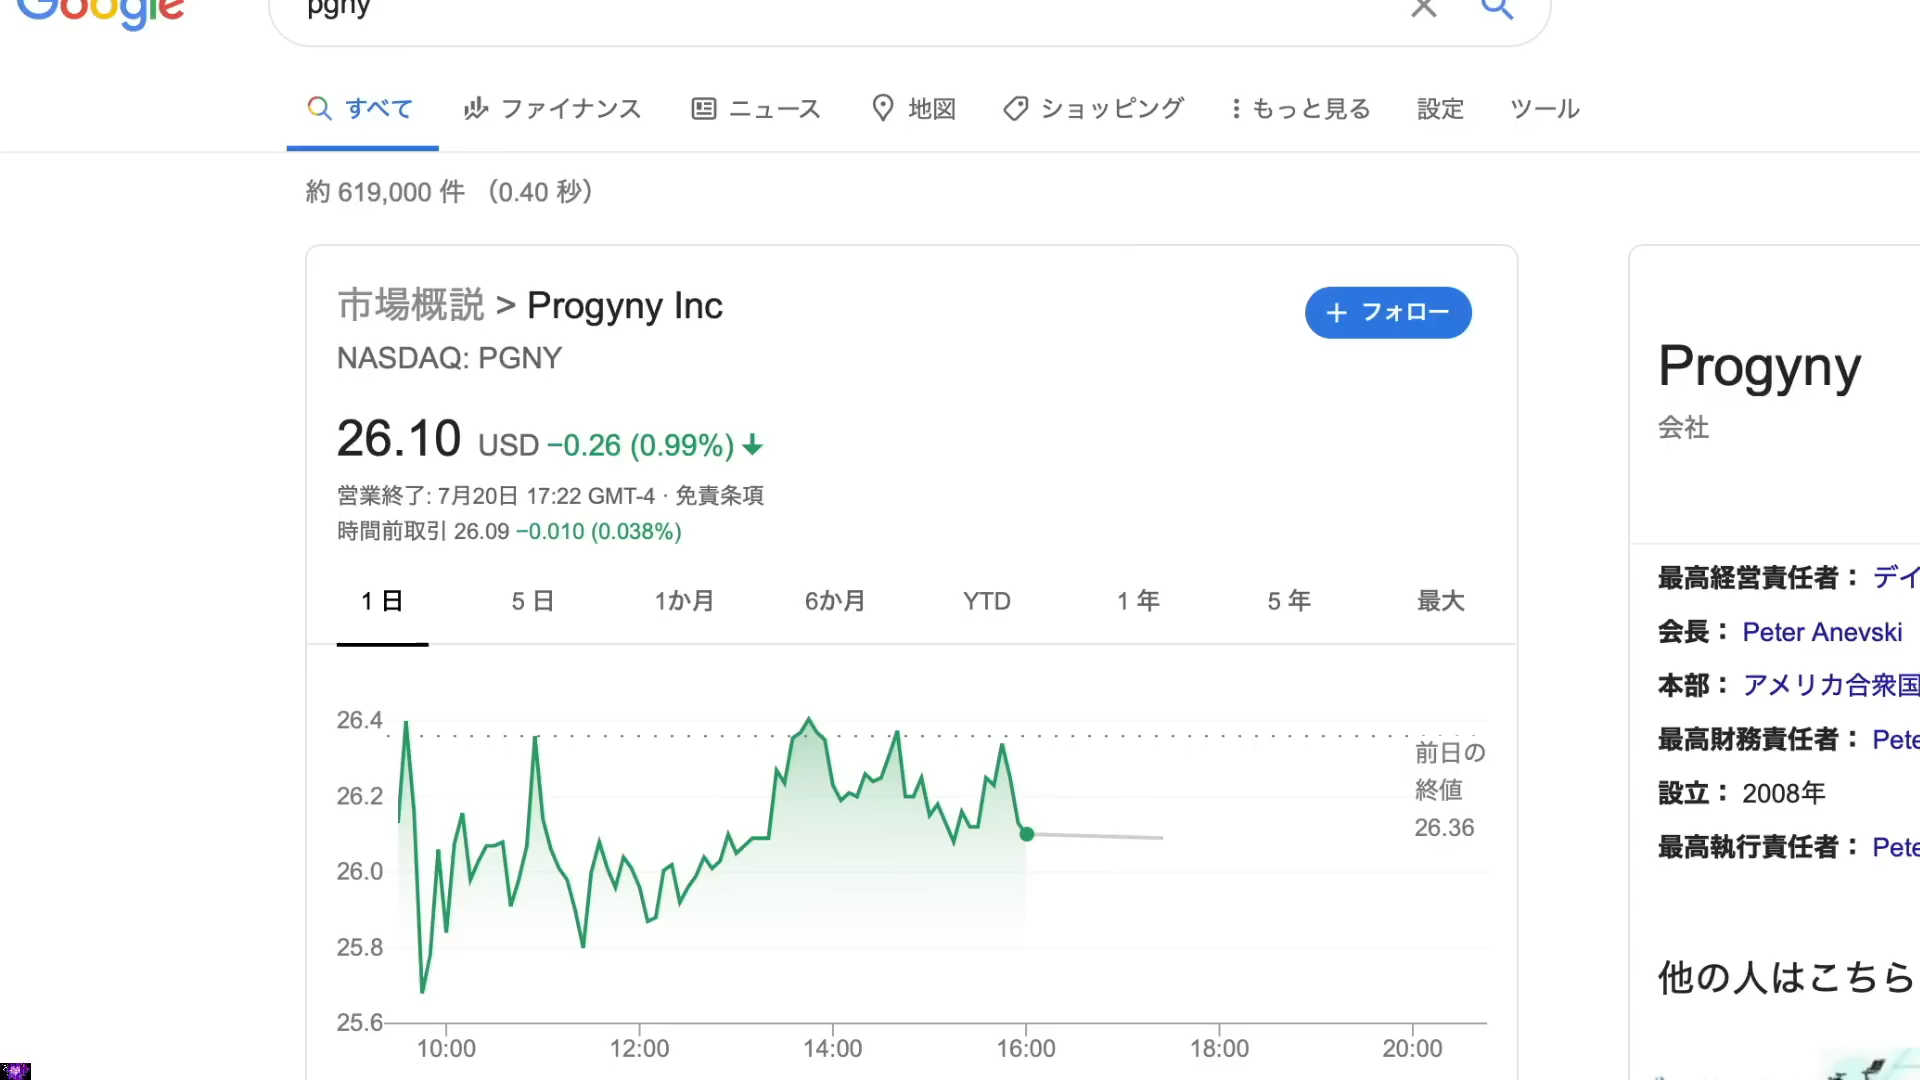 Google
pgny
すべて ファイナンス ニュース 地図 ショッピング もっと見る 設定 ツール
約 619,000 件 （0.40 秒）
市場概説 > Progyny Inc
フォロー
NASDAQ: PGNY
26.10 USD −0.26 (0.99%)
営業終了: 7月20日 17:22 GMT-4 · 免責条項
時間前取引 26.09 −0.010 (0.038%)
1 日 5 日 1か月 6か月 YTD 1 年 5 年 最大
26.4
26.2
26.0
25.8
25.6
前日の
終値
26.36
10:00 12:00 14:00 16:00 18:00 20:00
Progyny
会社
最高経営責任者： デイ
会長： Peter Anevski
本部： アメリカ合衆国
最高財務責任者： Pete
設立： 2008年
最高執行責任者： Pete
他の人はこちら